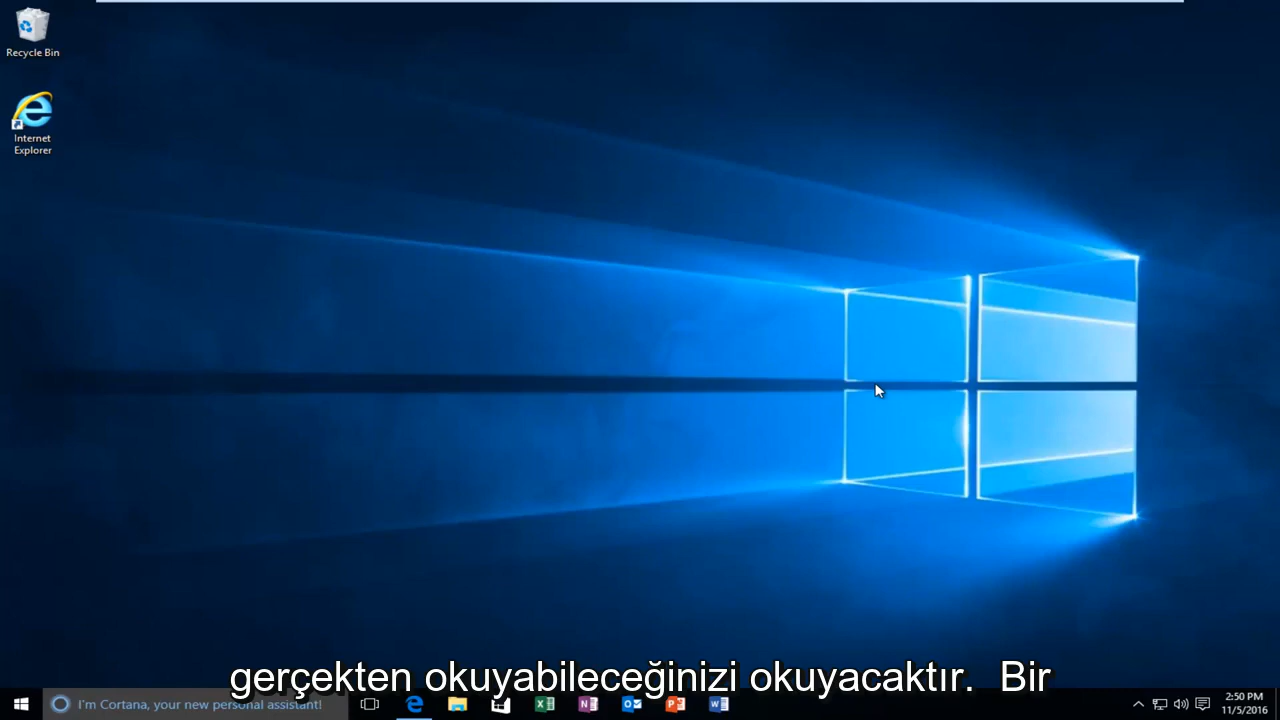 Recycle Bin
Internet
Explorer
gerçekten okuyabileceğinizi okuyacaktır.  Bir
I'm Cortana, your new personal assistant!
2:50 PM
11/5/2016